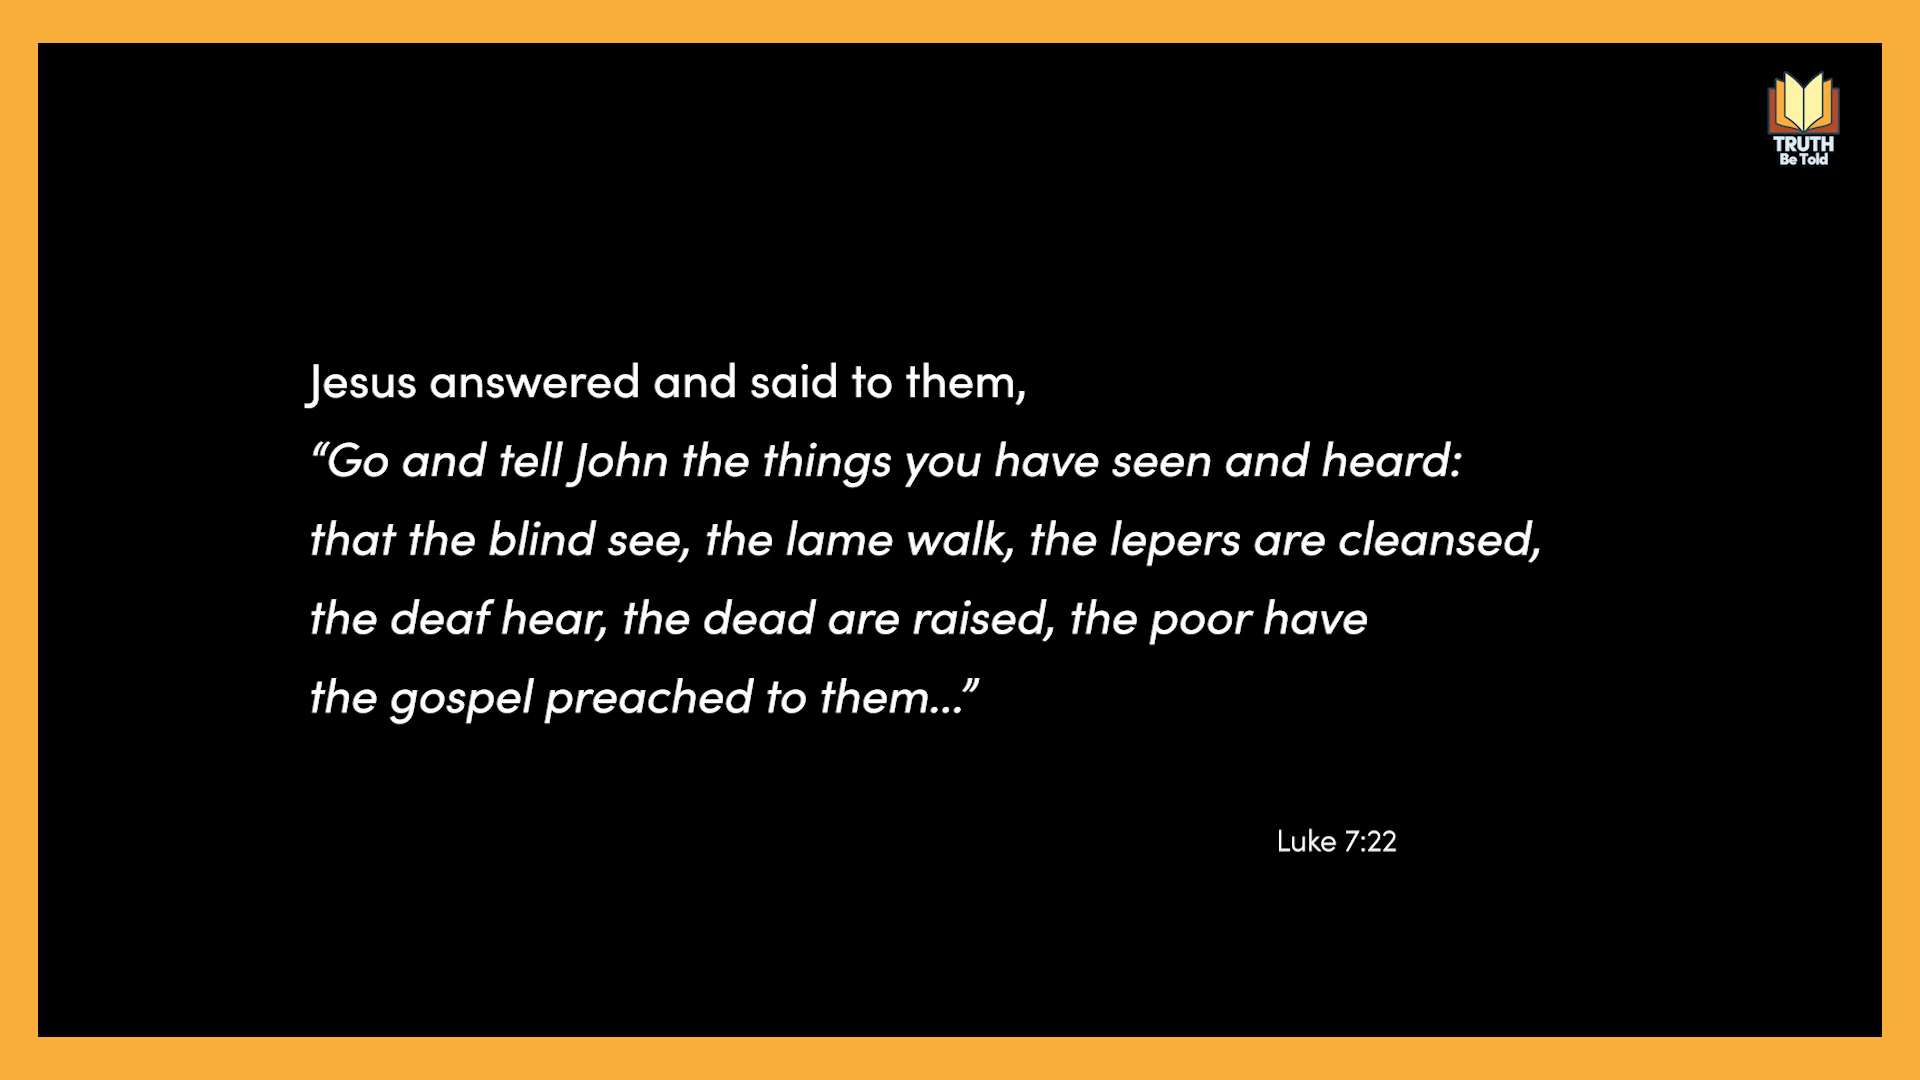 TRUTH
Be Told
Jesus answered and said to them,
“Go and tell John the things you have seen and heard:
that the blind see, the lame walk, the lepers are cleansed,
the deaf hear, the dead are raised, the poor have
the gospel preached to them...”
Luke 7:22